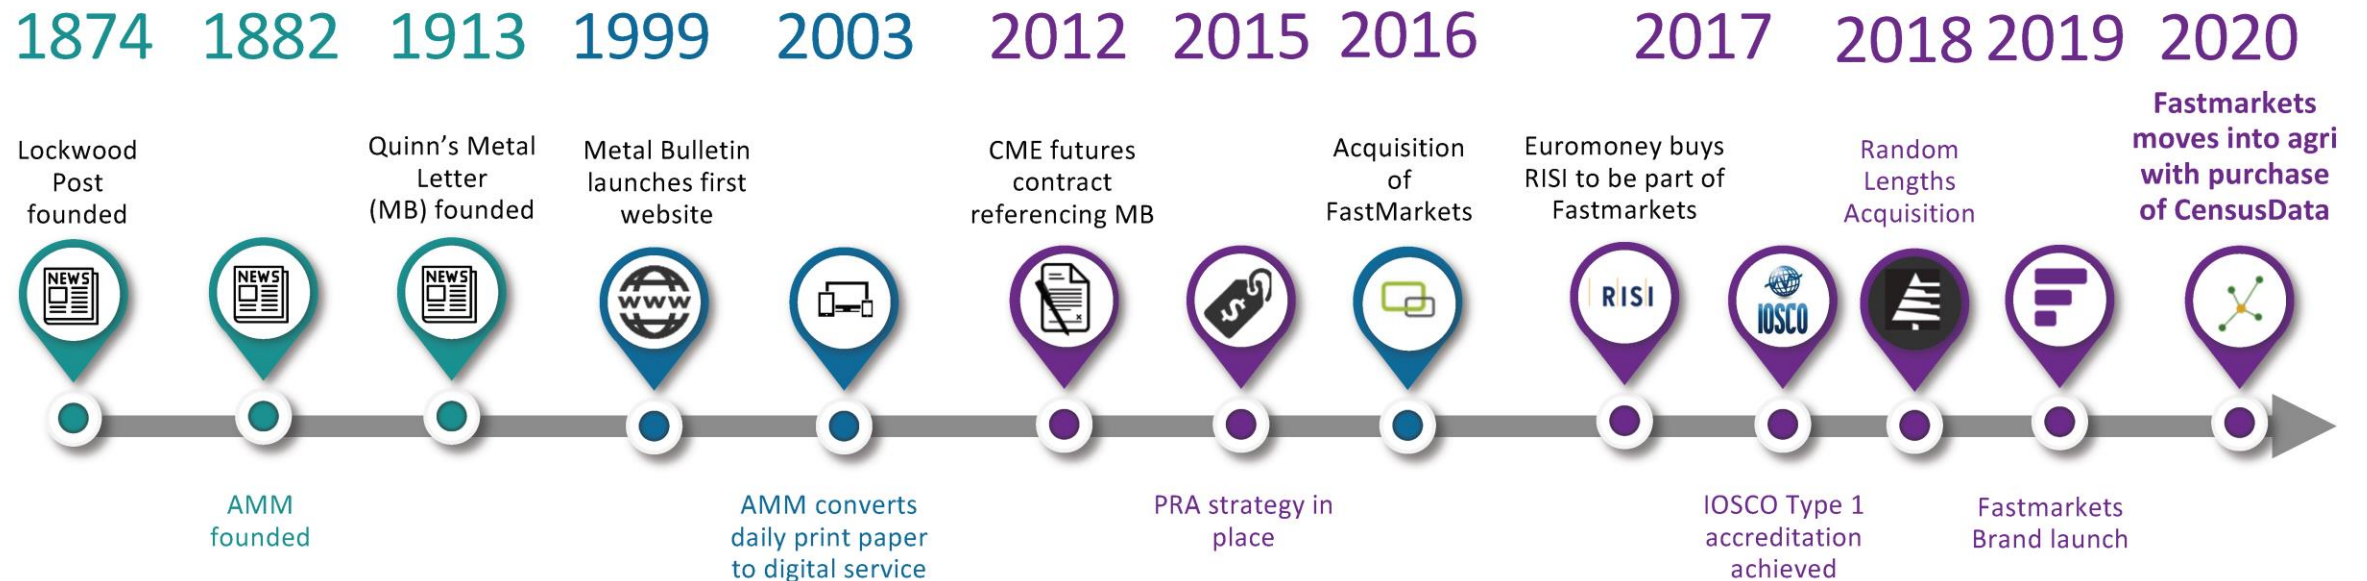 1874 1882 1913 1999 2003 2012 2015 2016 2017 2018 2019 2020
Lockwood
Post
founded
Quinn’s Metal
Letter
(MB) founded
Metal Bulletin
launches first
website
CME futures
contract
referencing MB
Acquisition
of
FastMarkets
Euromoney buys
RISI to be part of
Fastmarkets
Random
Lengths
Acquisition
Fastmarkets
moves into agri
with purchase
of CensusData
NEWS
NEWS
NEWS
www
$
RISI
IOSCO
AMM
founded
AMM converts
daily print paper
to digital service
PRA strategy in
place
IOSCO Type 1
accreditation
achieved
Fastmarkets
Brand launch